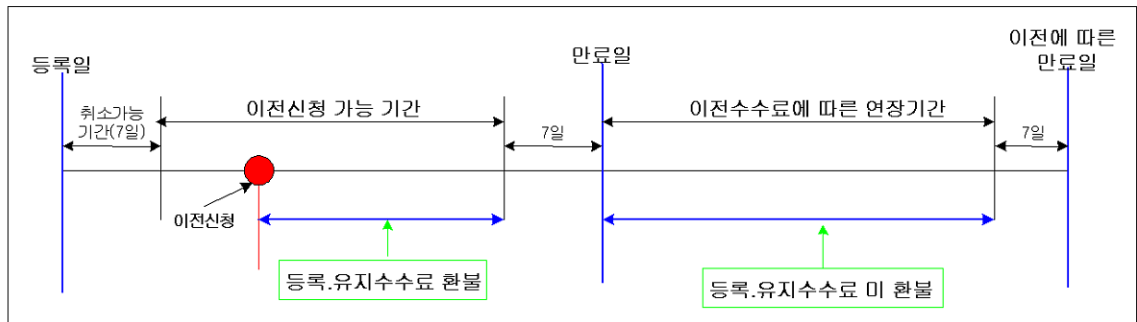 등록일
만료일
이전에 따른
만료일
취소가능
기간(7일)
이전신청 가능 기간
7일
이전수수료에 따른 연장기간
7일
이전신청
등록.유지수수료 환불
등록.유지수수료 미 환불